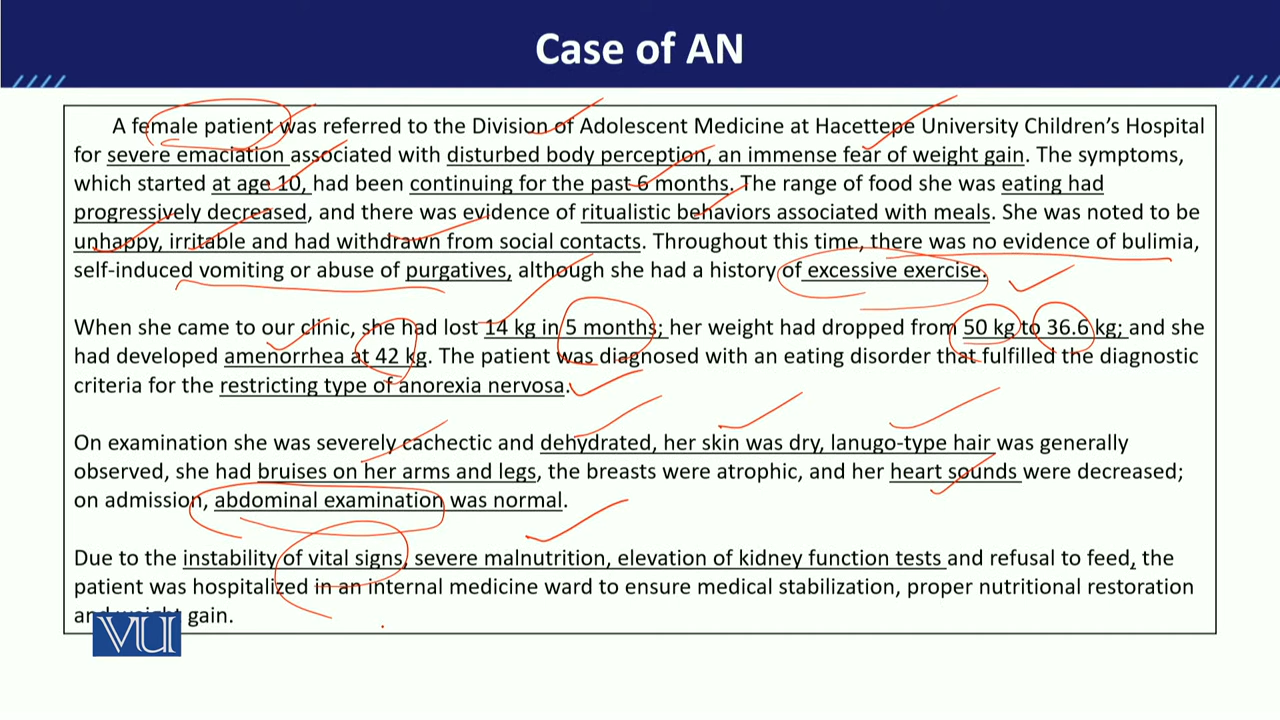 Case of AN
A female patient was referred to the Division of Adolescent Medicine at Hacettepe University Children's Hospital
for severe emaciation associated with disturbed body perception, an immense fear of weight gain. The symptoms,
which started at age 10, had been continuing for the past 6 months. The range of food she was eating had
progressively decreased, and there was evidence of ritualistic behaviors associated with meals. She was noted to be
unhappy, irritable and had withdrawn from social contacts. Throughout this time, there was no evidence of bulimia,
self-induced vomiting or abuse of purgatives, although she had a history of excessive exercise.
When she came to our clinic, she had lost 14 kg in 5 months; her weight had dropped from 50 kg to 36.6 kg; and she
had developed amenorrhea at 42 kg. The patient was diagnosed with an eating disorder that fulfilled the diagnostic
criteria for the restricting type of anorexia nervosa.
On examination she was severely cachectic and dehydrated, her skin was dry, lanugo-type hair was generally
observed, she had bruises on her arms and legs, the breasts were atrophic, and her heart sounds were decreased;
on admission, abdominal examination was normal.
Due to the instability of vital signs, severe malnutrition, elevation of kidney function tests and refusal to feed, the
patient was hospitalized in an internal medicine ward to ensure medical stabilization, proper nutritional restoration
and weight gain.
VU